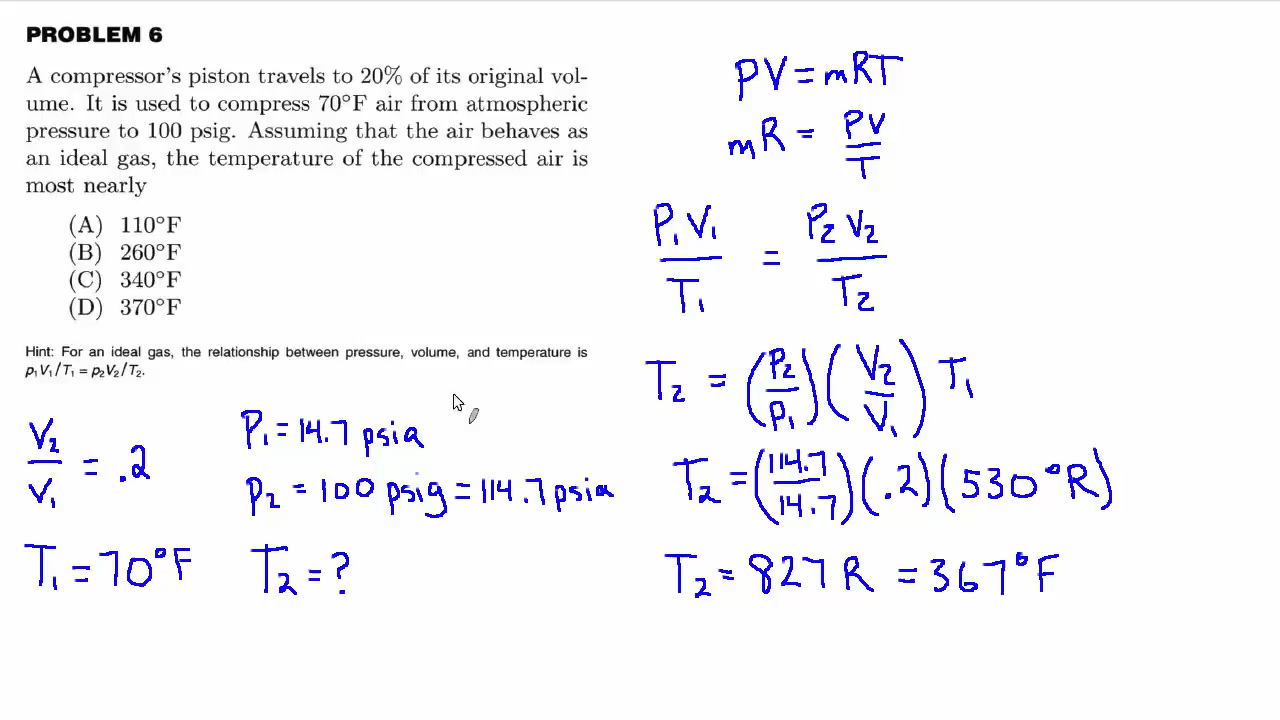 PROBLEM 6
A compressor's piston travels to 20% of its original vol-
ume. It is used to compress 70°F air from atmospheric
pressure to 100 psig. Assuming that the air behaves as
an ideal gas, the temperature of the compressed air is
most nearly
(A) 110°F
(B) 260°F
(C) 340°F
(D) 370°F
Hint: For an ideal gas, the relationship between pressure, volume, and temperature is
p₁V₁/T₁ = p₂V₂/T₂.
V₂/V₁ = .2
P₁ = 14.7 psia
P₂ = 100 psig = 114.7 psia
T₁ = 70°F
T₂ = ?
PV = mRT
mR = PV/T
P₁V₁/T₁ = P₂V₂/T₂
T₂ = (P₂/P₁)(V₂/V₁) T₁
T₂ = (114.7/14.7)(.2)(530°R)
T₂ = 827 R = 367°F